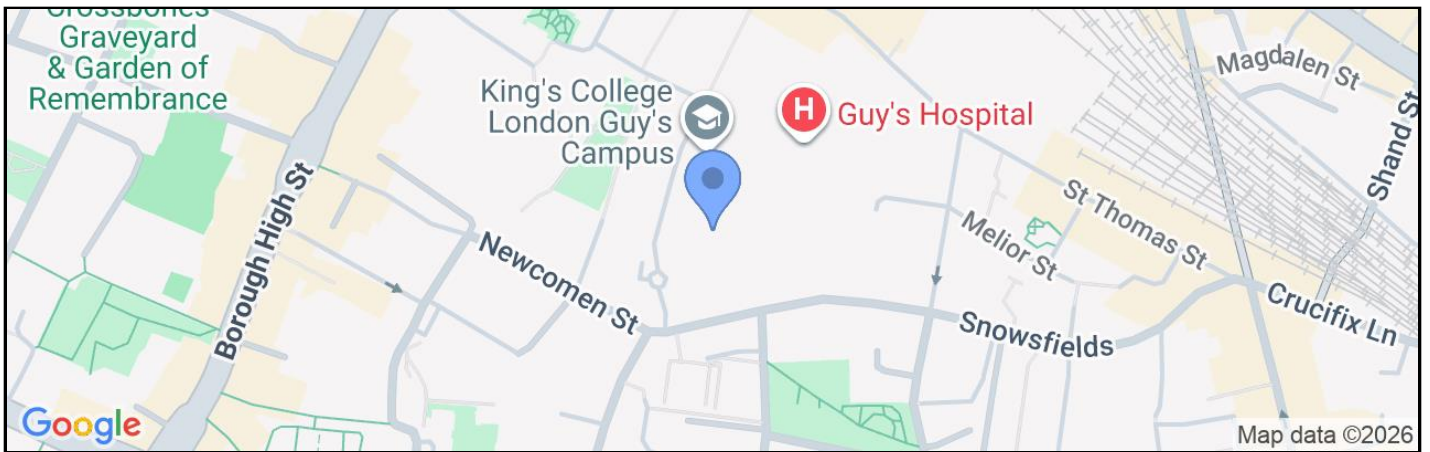 Crossbones
Graveyard
& Garden of
Remembrance
King's College
London Guy's
Campus
H
Guy's Hospital
Magdalen St
Shand St
St Thomas St
Melior St
Crucifix Ln
Borough High St
Newcomen St
Snowsfields
Google
Map data ©2026